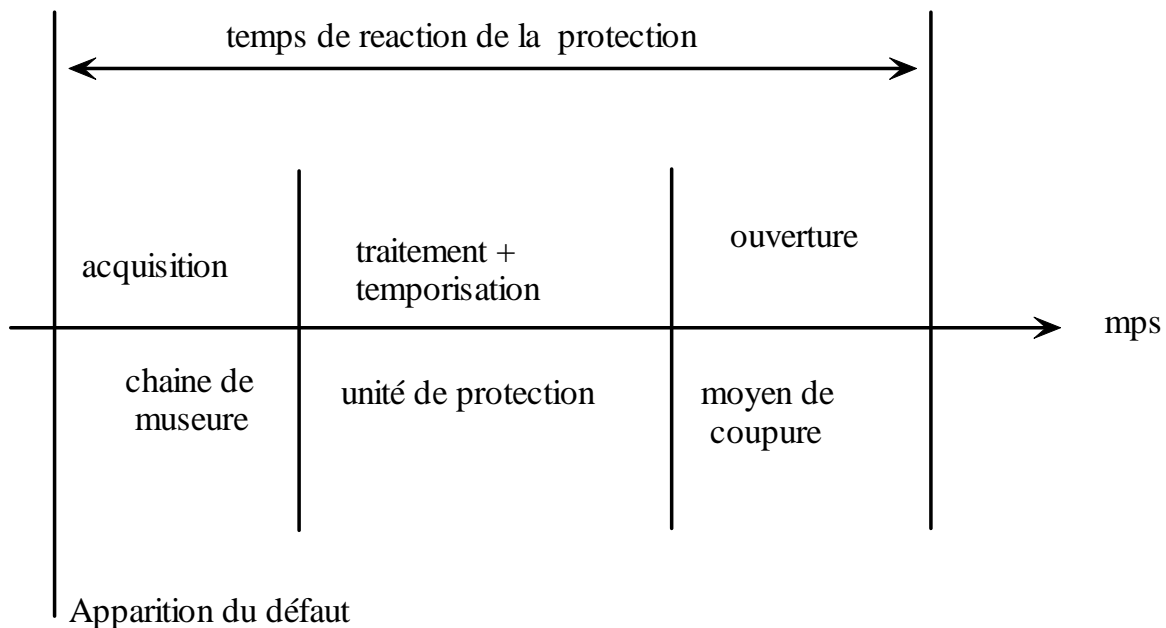 temps de reaction de la protection
acquisition
traitement +
temporisation
ouverture
mps
chaine de
museure
unité de protection
moyen de
coupure
Apparition du défaut